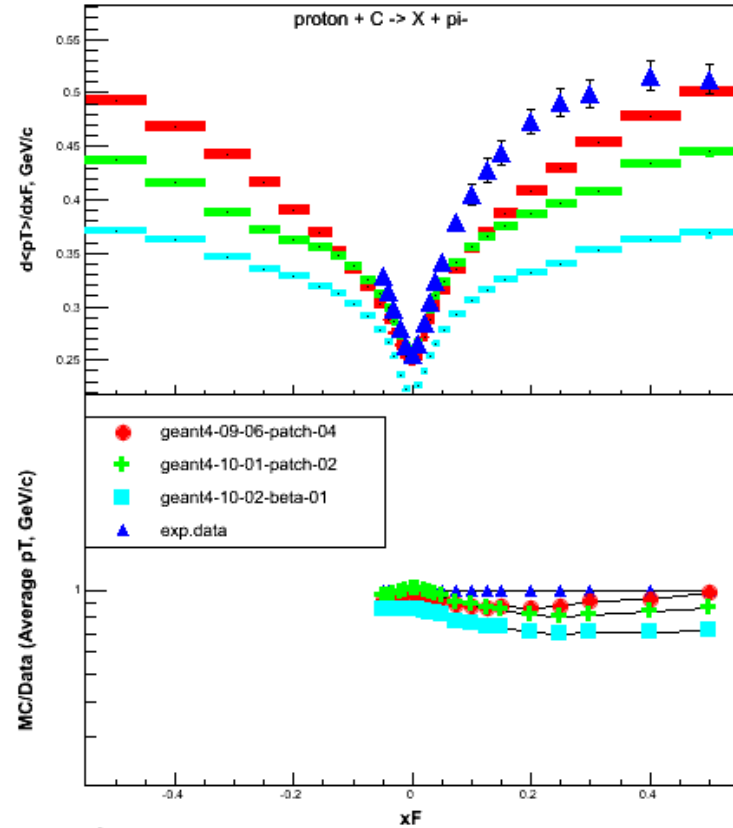 proton + C -> X + pi-
d<pT>/dxF, GeV/c
0.55
0.5
0.45
0.4
0.35
0.3
0.25
geant4-09-06-patch-04
geant4-10-01-patch-02
geant4-10-02-beta-01
exp.data
MC/Data (Average pT, GeV/c)
1
-0.4
-0.2
0
0.2
0.4
xF